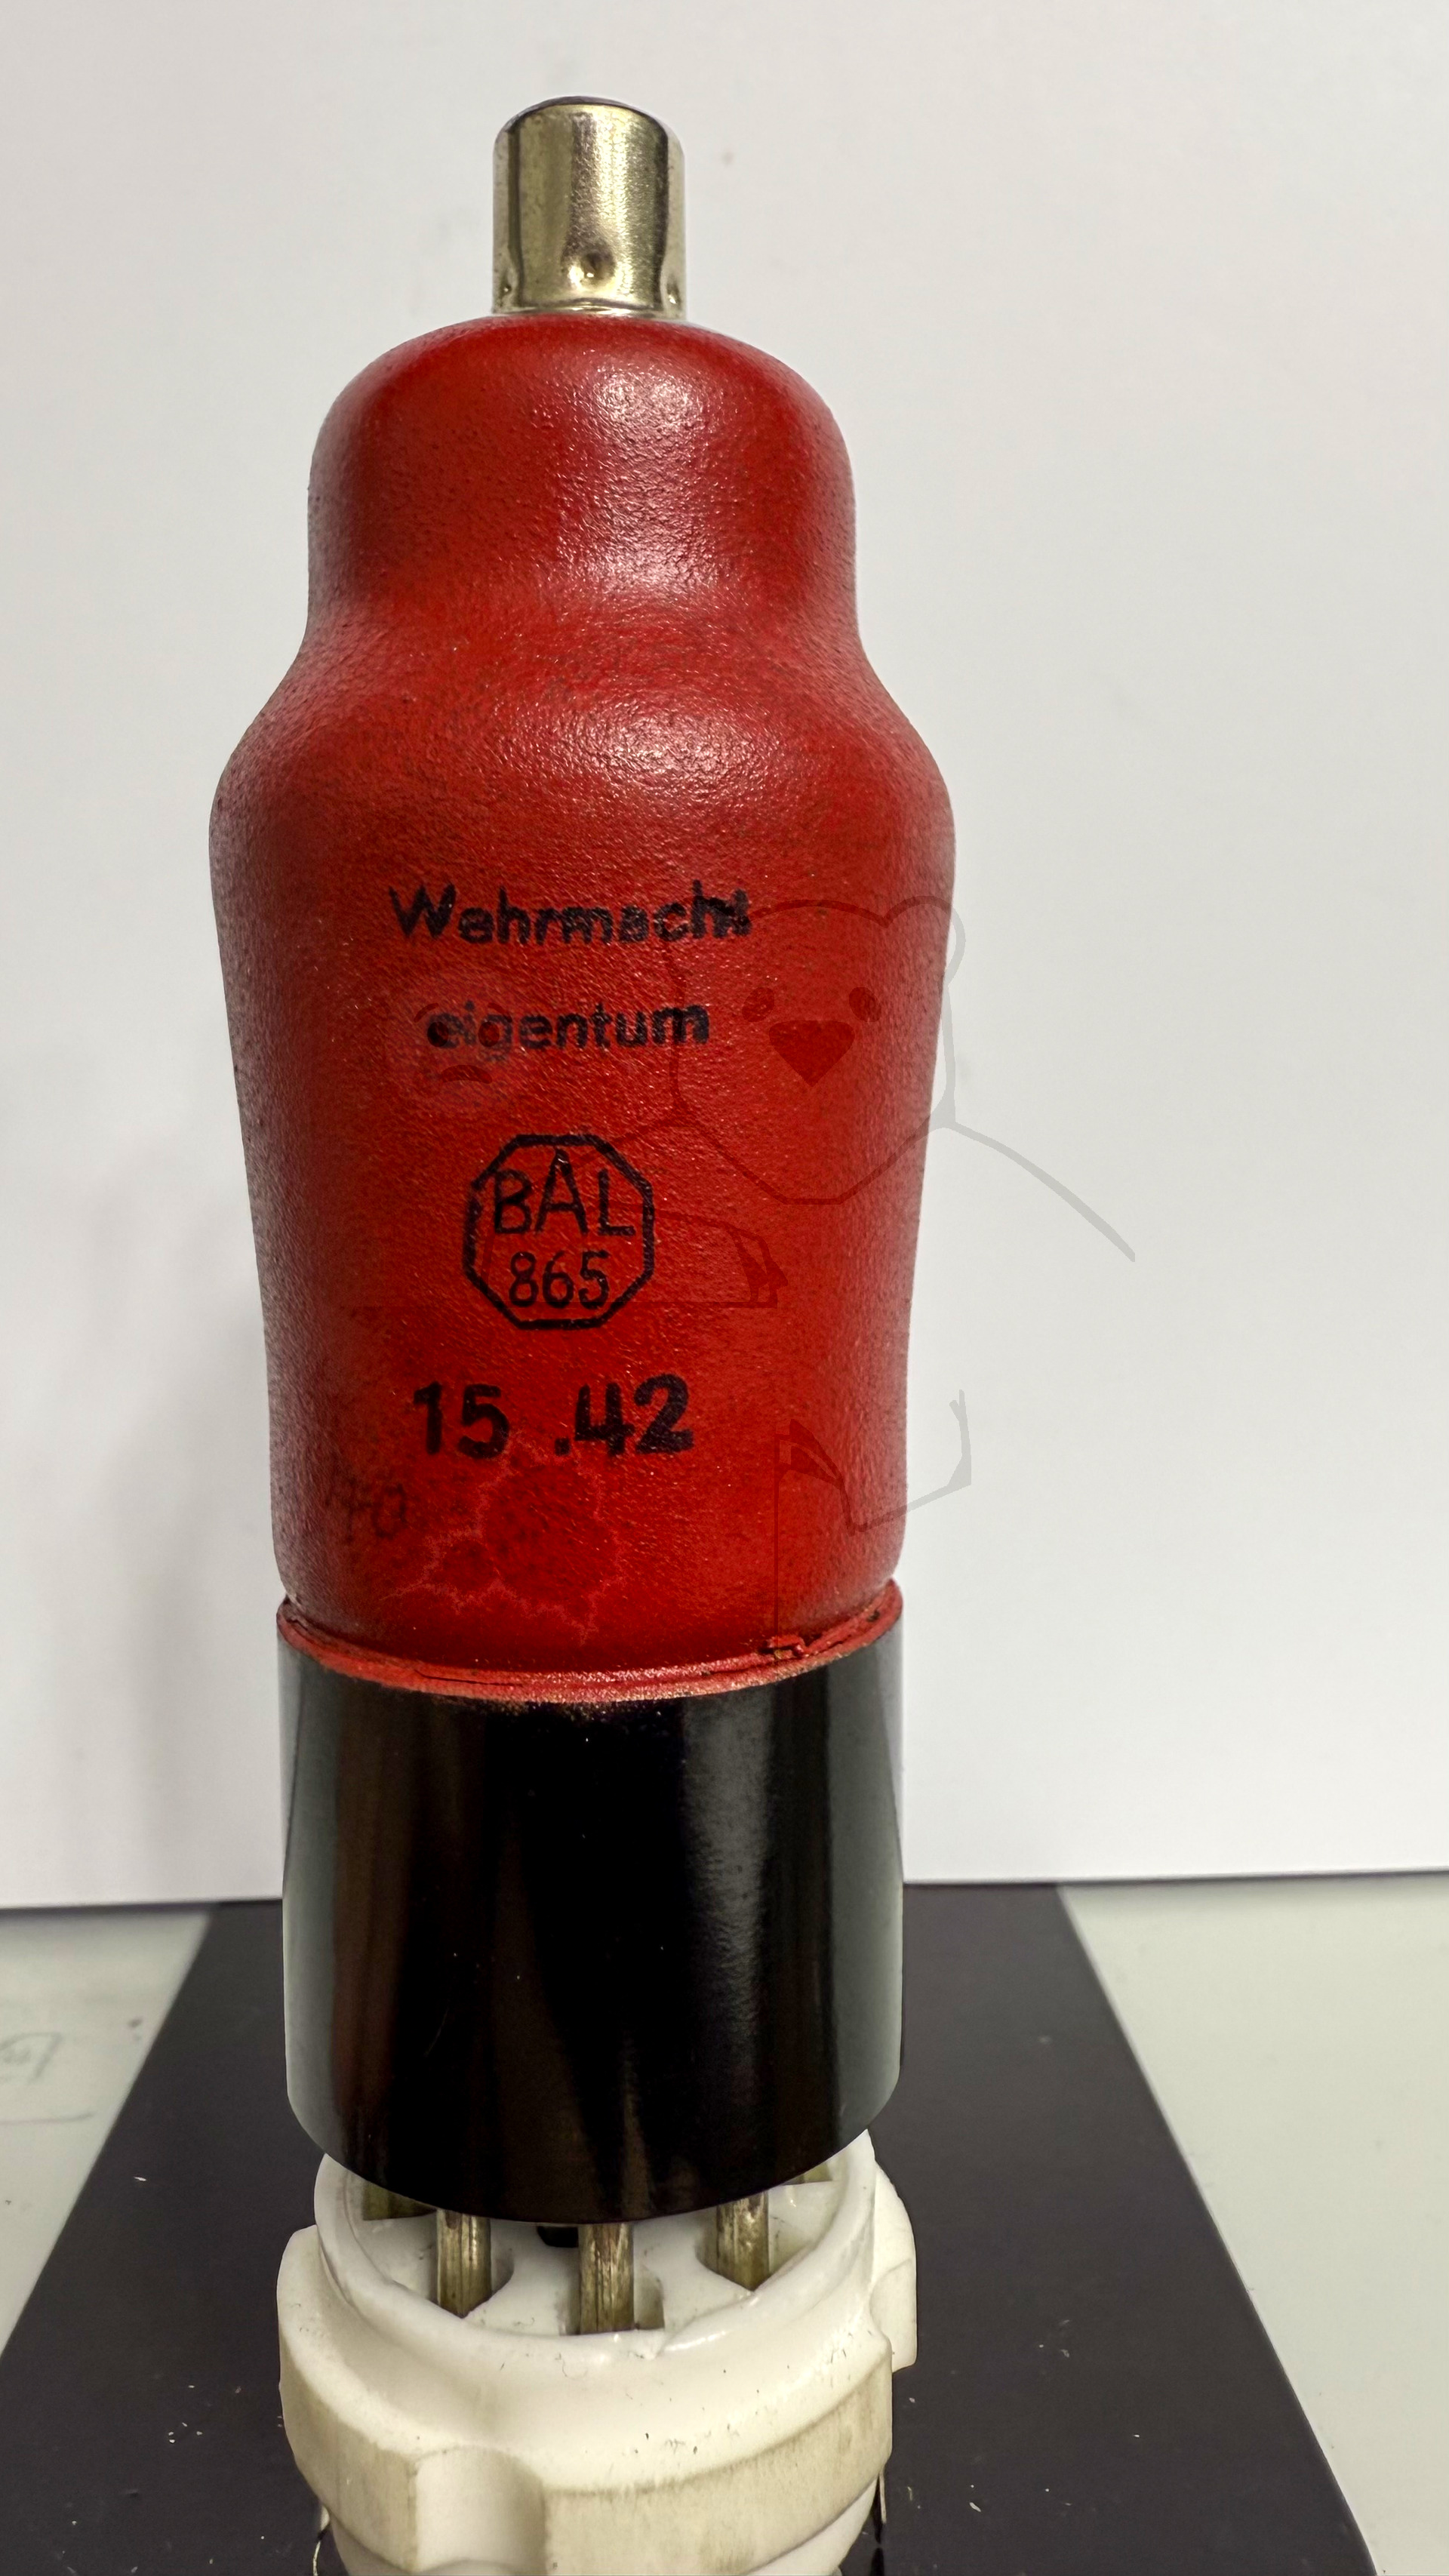 Wehrmacht
eigentum
BAL
865
15 .42